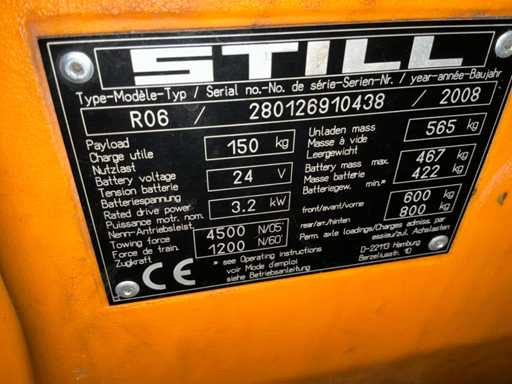 STILL
Type-Modèle-Typ / Serial no.-No. de série-Serien-Nr. / year-année-Baujahr
R06 / 280126910438 / 2008
Payload
Charge utile
Nutzlast
150 kg
Battery voltage
Tension batterie
Batteriespannung
24 V
Rated drive power
Puissance motr. nom.
Nenn-Antriebsleist.
3.2 kW
Towing force
Force de train.
Zugkraft
4500 N/05'
1200 N/60'
Unladen mass
Masse à vide
Leergewicht
565 kg
Battery mass max.
Masse batterie
Batteriegew. min.*
467 kg
422 kg
front/avant/vorne
600 kg
rear/arr./hinten
800 kg
Perm. axle loadings/Charges admiss. par
essieu/zul. Achslasten
CE
* see Operating instructions
voir Mode d'emploi
siehe Betriebsanleitung
D-22113 Hamburg
Berzeliusstr. 10